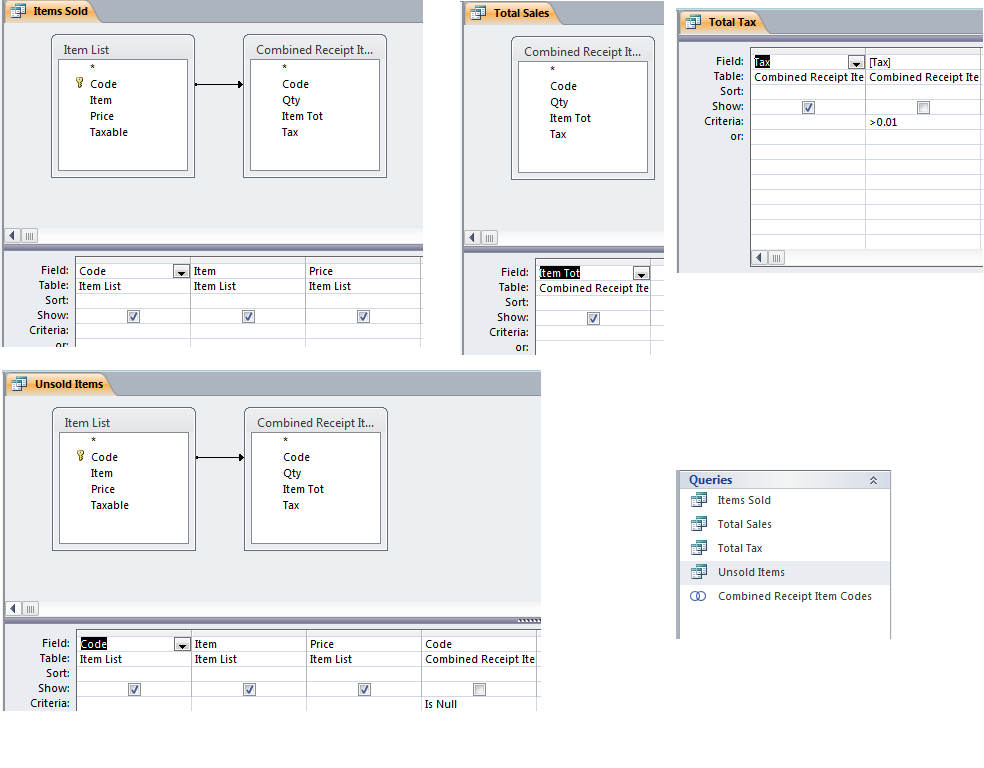 Items Sold
Item List
*
Code
Item
Price
Taxable
Combined Receipt It...
*
Code
Qty
Item Tot
Tax
Field: Code Item Price
Table: Item List Item List Item List
Sort:
Show:
Criteria:
or:
Total Sales
Combined Receipt It...
*
Code
Qty
Item Tot
Tax
Field: Item Tot
Table: Combined Receipt Ite
Sort:
Show:
Criteria:
or:
Total Tax
Field: Tax [Tax]
Table: Combined Receipt Ite Combined Receipt Ite
Sort:
Show:
Criteria: >0.01
or:
Unsold Items
Item List
*
Code
Item
Price
Taxable
Combined Receipt It...
*
Code
Qty
Item Tot
Tax
Field: Code Item Price Code
Table: Item List Item List Item List Combined Receipt Ite
Sort:
Show:
Criteria: Is Null
Queries
Items Sold
Total Sales
Total Tax
Unsold Items
Combined Receipt Item Codes